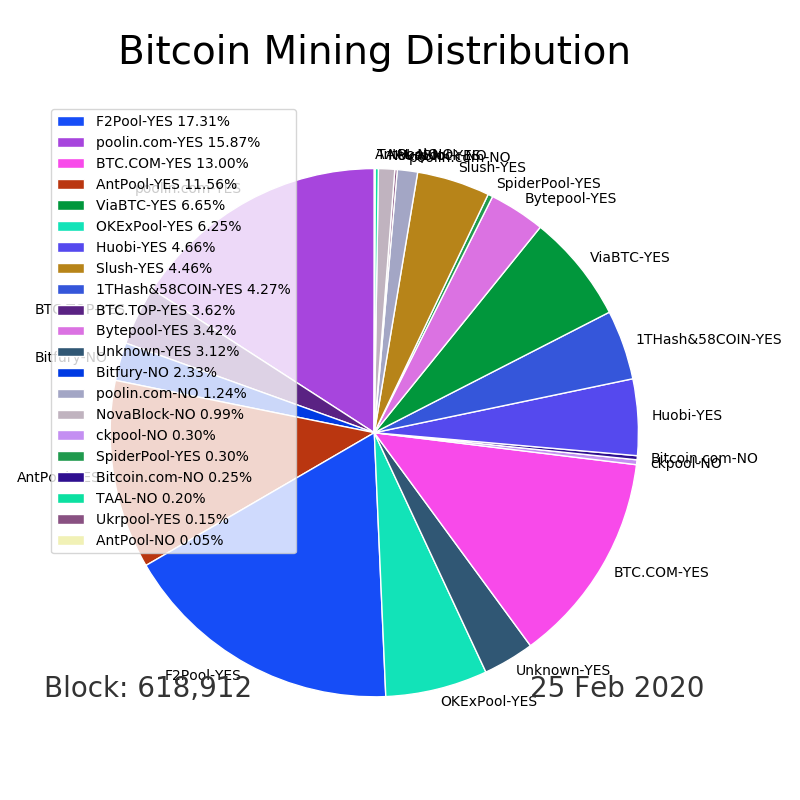 Bitcoin Mining Distribution
F2Pool-YES 17.31%
poolin.com-YES 15.87%
BTC.COM-YES 13.00%
AntPool-YES 11.56%
ViaBTC-YES 6.65%
OKExPool-YES 6.25%
Huobi-YES 4.66%
Slush-YES 4.46%
1THash&58COIN-YES 4.27%
BTC.TOP-YES 3.62%
Bytepool-YES 3.42%
Unknown-YES 3.12%
Bitfury-NO 2.33%
poolin.com-NO 1.24%
NovaBlock-NO 0.99%
ckpool-NO 0.30%
SpiderPool-YES 0.30%
Bitcoin.com-NO 0.25%
TAAL-NO 0.20%
Ukrpool-YES 0.15%
AntPool-NO 0.05%
poolin.com-NO
Slush-YES
SpiderPool-YES
Bytepool-YES
ViaBTC-YES
1THash&58COIN-YES
Huobi-YES
Bitcoin.com-NO
ckpool-NO
BTC.COM-YES
Unknown-YES
OKExPool-YES
F2Pool-YES
poolin.com-YES
Bitfury-NO
Block: 618,912
25 Feb 2020